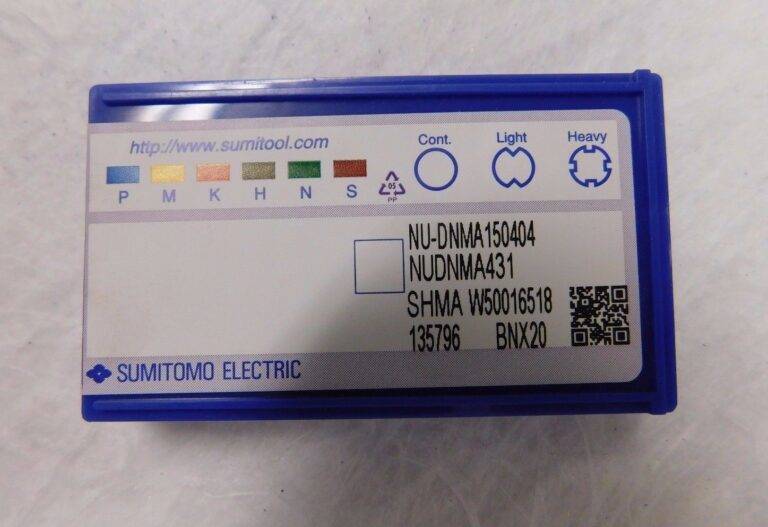 http://www.sumitool.com
Cont. Light Heavy
P M K H N S
05
PP
NU-DNMA150404
NUDNMA431
SHMA W50016518
135796 BNX20
SUMITOMO ELECTRIC